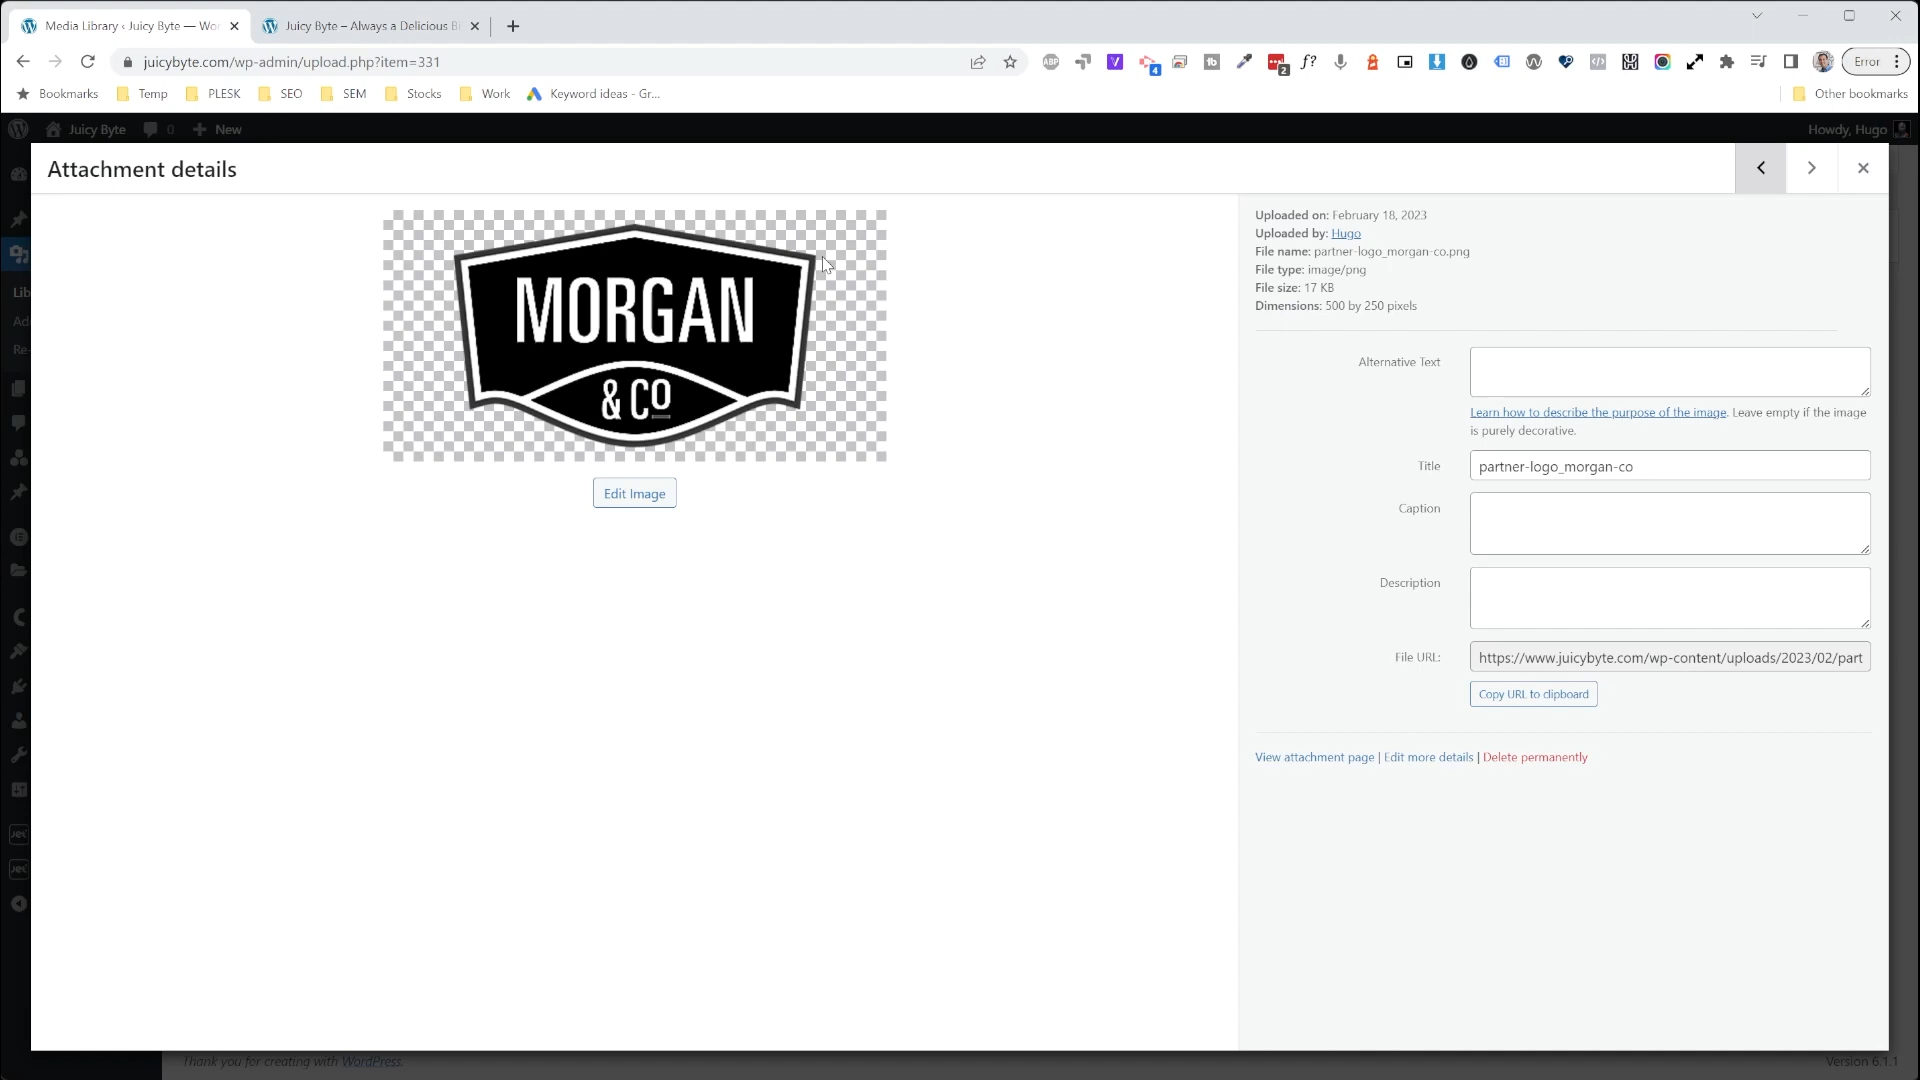 Media Library ‹ Juicy Byte — Wor
Juicy Byte – Always a Delicious B
juicybyte.com/wp-admin/upload.php?item=331
ABP
4
2
f?
Error
Bookmarks
Temp
PLESK
SEO
SEM
Stocks
Work
Keyword ideas - Gr...
Other bookmarks
Juicy Byte
0
New
Howdy, Hugo
Attachment details
Lib
Ad
Re
MORGAN
& Co
Edit Image
Uploaded on: February 18, 2023
Uploaded by: Hugo
File name: partner-logo_morgan-co.png
File type: image/png
File size: 17 KB
Dimensions: 500 by 250 pixels
Alternative Text
Learn how to describe the purpose of the image. Leave empty if the image
is purely decorative.
Title
partner-logo_morgan-co
Caption
Description
File URL:
https://www.juicybyte.com/wp-content/uploads/2023/02/part
Copy URL to clipboard
View attachment page | Edit more details | Delete permanently
Thank you for creating with WordPress.
Version 6.1.1